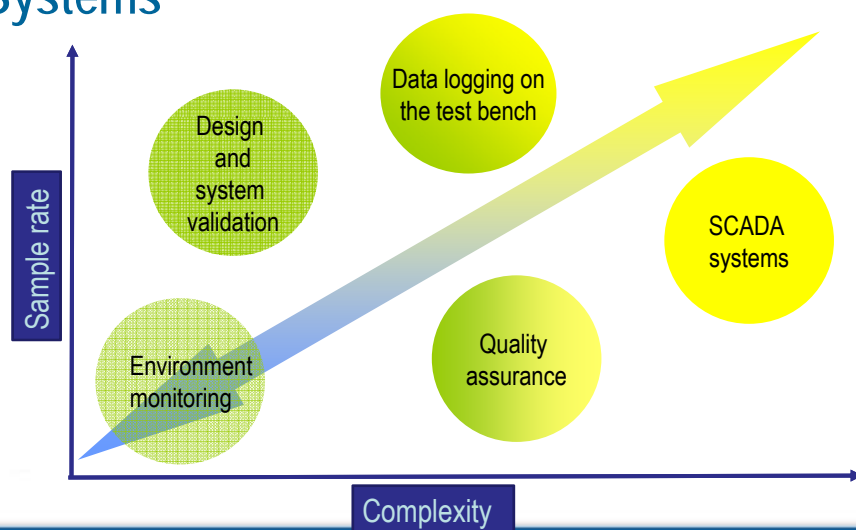 Systems
Data logging on
the test bench
Design
and
system
validation
Sample rate
SCADA
systems
Quality
assurance
Environment
monitoring
Complexity